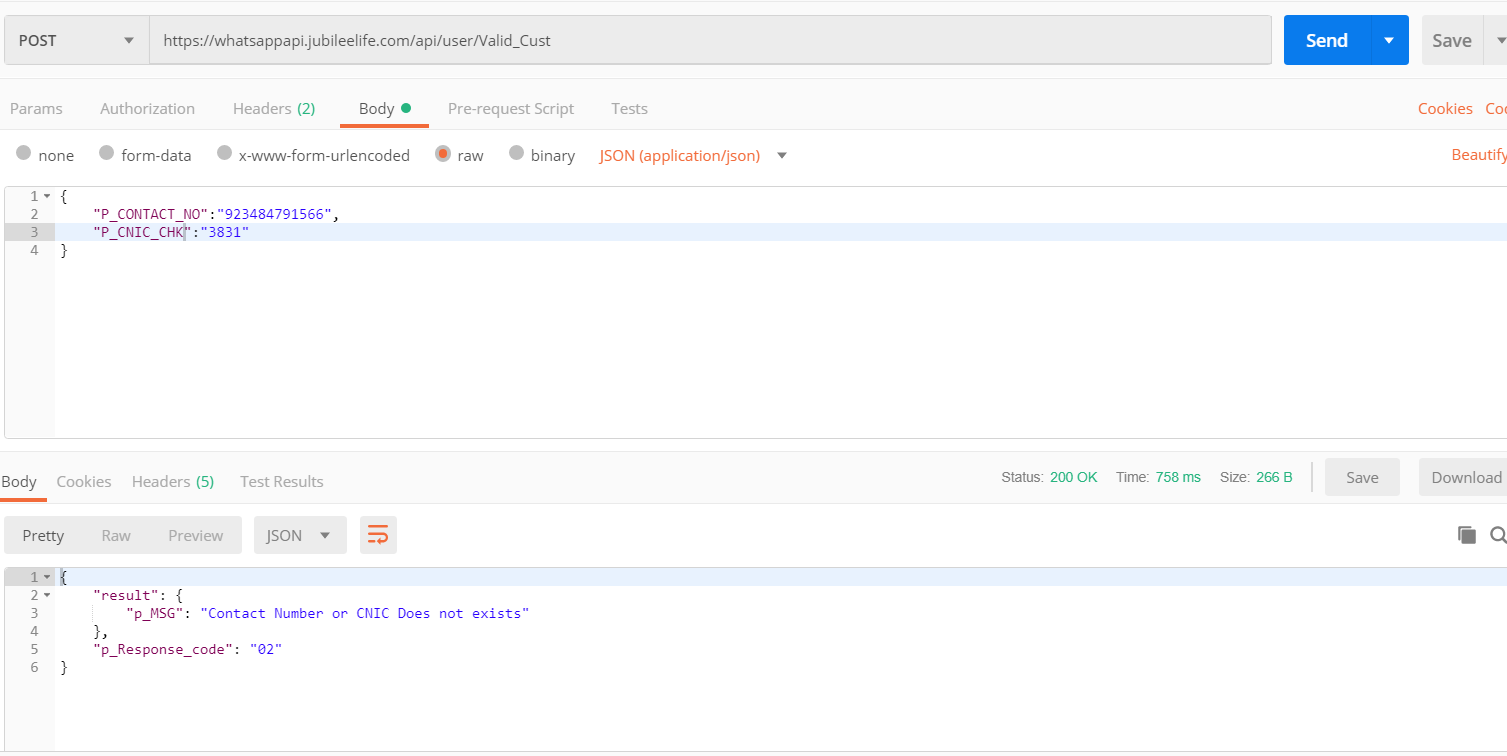 POST https://whatsappapi.jubileelife.com/api/user/Valid_Cust Send Save
Params Authorization Headers (2) Body Pre-request Script Tests Cookies
none form-data x-www-form-urlencoded raw binary JSON (application/json) Beautify
1 {
2 "P_CONTACT_NO":"923484791566",
3 "P_CNIC_CHK":"3831"
4 }
Body Cookies Headers (5) Test Results Status: 200 OK Time: 758 ms Size: 266 B Save Download
Pretty Raw Preview JSON
1 {
2 "result": {
3 "p_MSG": "Contact Number or CNIC Does not exists"
4 },
5 "p_Response_code": "02"
6 }